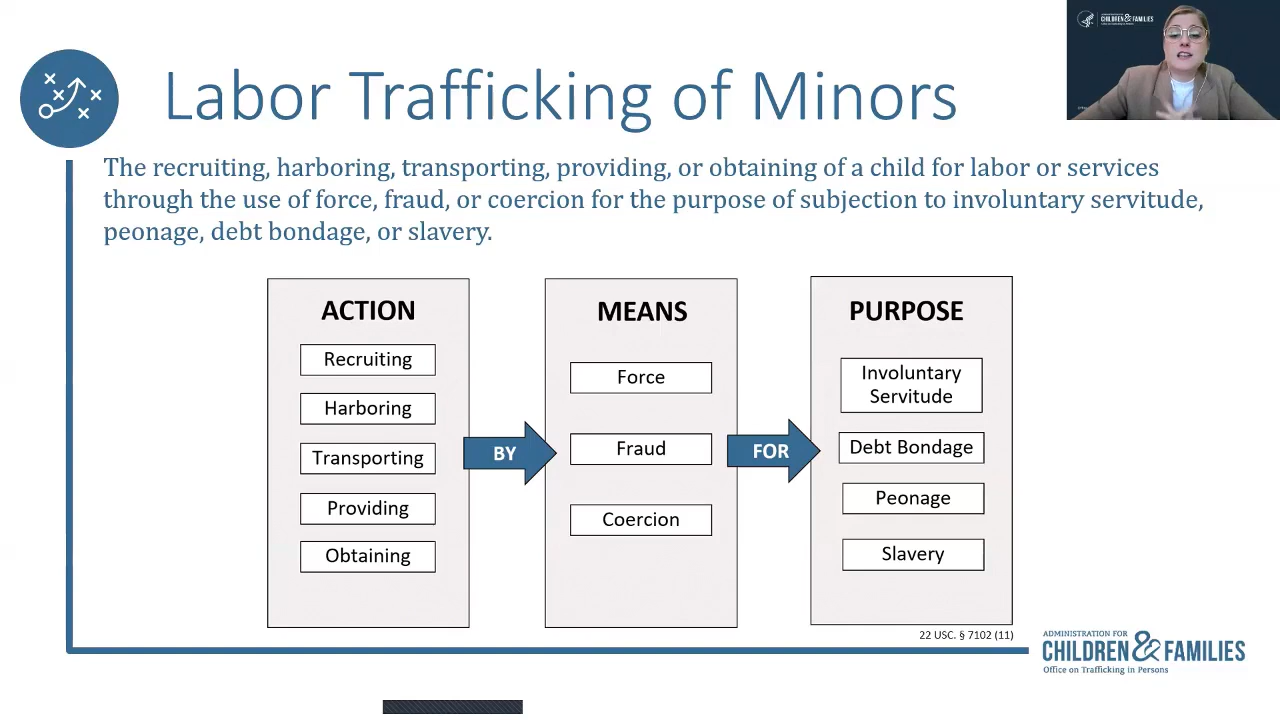 Labor Trafficking of Minors
The recruiting, harboring, transporting, providing, or obtaining of a child for labor or services
through the use of force, fraud, or coercion for the purpose of subjection to involuntary servitude,
peonage, debt bondage, or slavery.
ACTION
Recruiting
Harboring
Transporting
Providing
Obtaining
BY
MEANS
Force
Fraud
Coercion
FOR
PURPOSE
Involuntary
Servitude
Debt Bondage
Peonage
Slavery
22 USC. § 7102 (11)
ADMINISTRATION FOR
CHILDREN & FAMILIES
Office on Trafficking in Persons
CHILDREN & FAMILIES